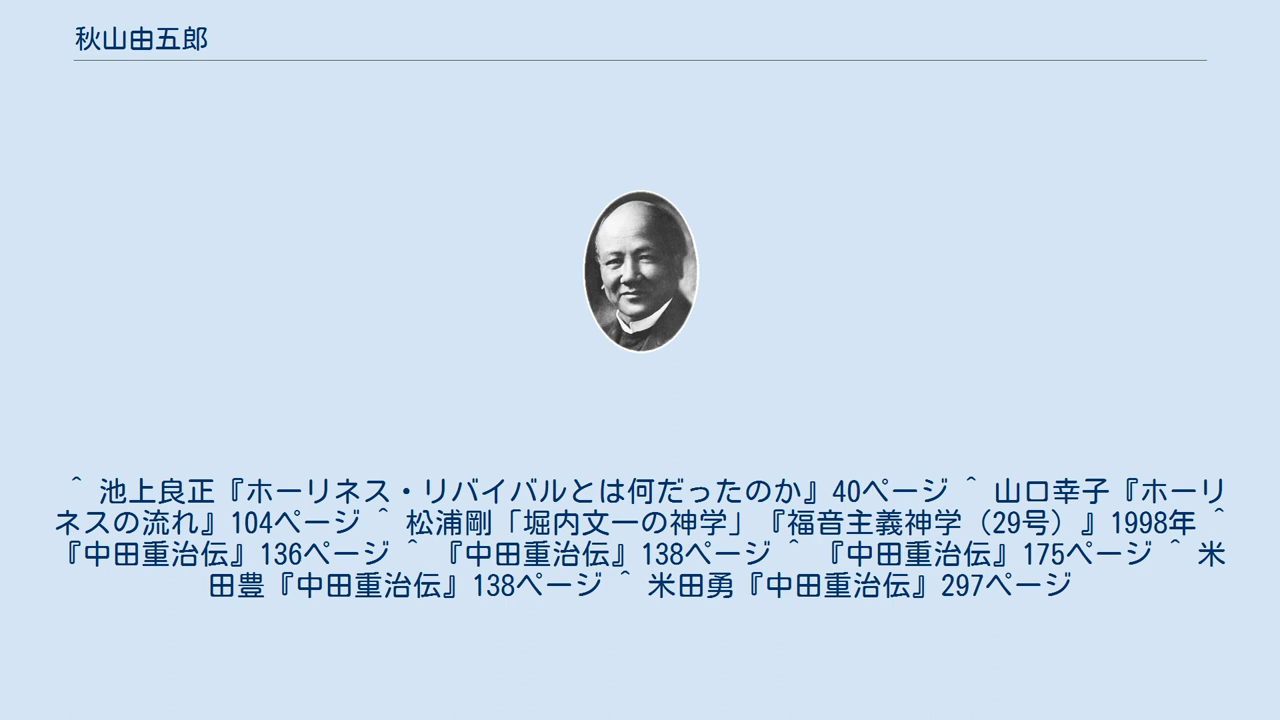 秋山由五郎
＾ 池上良正『ホーリネス・リバイバルとは何だったのか』40ページ ＾ 山口幸子『ホーリ
ネスの流れ』104ページ ＾ 松浦剛「堀内文一の神学」『福音主義神学（29号）』1998年 ＾
『中田重治伝』136ページ ＾ 『中田重治伝』138ページ ＾ 『中田重治伝』175ページ ＾ 米
田豊『中田重治伝』138ページ ＾ 米田勇『中田重治伝』297ページ